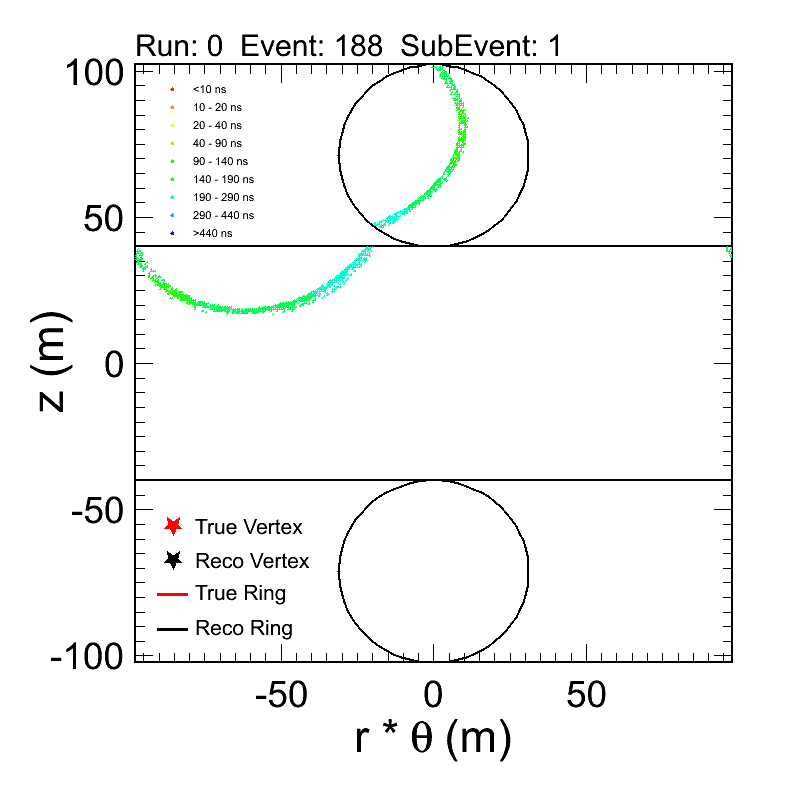 Run: 0 Event: 188 SubEvent: 1
100
<10 ns
10 - 20 ns
20 - 40 ns
40 - 90 ns
90 - 140 ns
140 - 190 ns
190 - 290 ns
290 - 440 ns
>440 ns
50
0
-50
-100
z (m)
True Vertex
Reco Vertex
True Ring
Reco Ring
-50 0 50
r * θ (m)